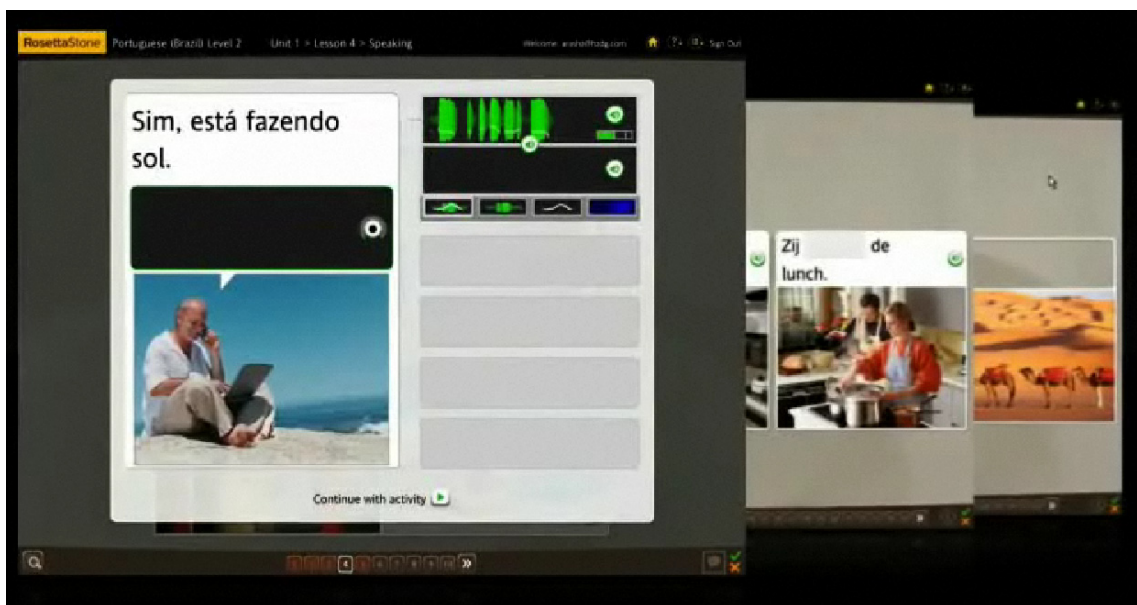 RosettaStone Portuguese (Brazil) Level 2 Unit 1 > Lesson 4 > Speaking Sign Out
Sim, está fazendo
sol.
Continue with activity
4
Zij de
lunch.